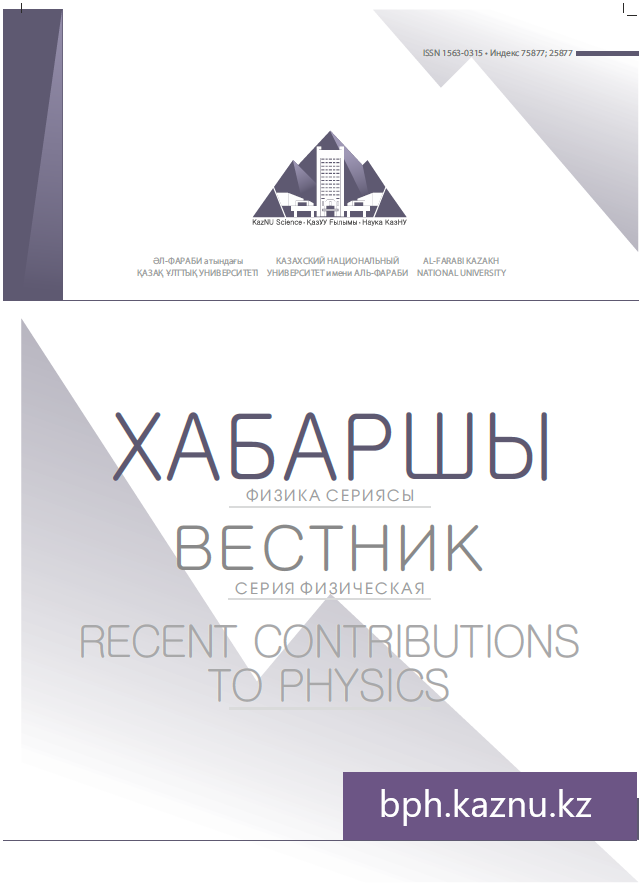 ISSN 1563-0315 • Индекс 75877; 25877
KazNU Science · ҚазҰУ Ғылымы · Наука КазНУ
ӘЛ-ФАРАБИ атындағы
ҚАЗАҚ ҰЛТТЫҚ УНИВЕРСИТЕТІ
КАЗАХСКИЙ НАЦИОНАЛЬНЫЙ
УНИВЕРСИТЕТ имени АЛЬ-ФАРАБИ
AL-FARABI KAZAKH
NATIONAL UNIVERSITY
ХАБАРШЫ
ФИЗИКА СЕРИЯСЫ
ВЕСТНИК
СЕРИЯ ФИЗИЧЕСКАЯ
RECENT CONTRIBUTIONS
TO PHYSICS
bph.kaznu.kz